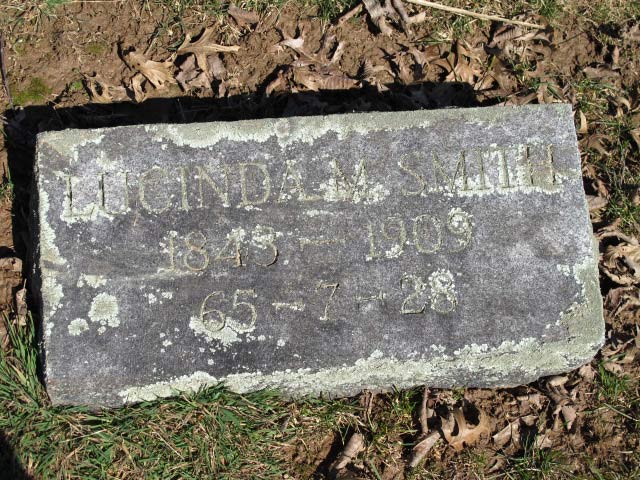 LUCINDA M. SMITH
1843 – 1909
65 – 7 – 28